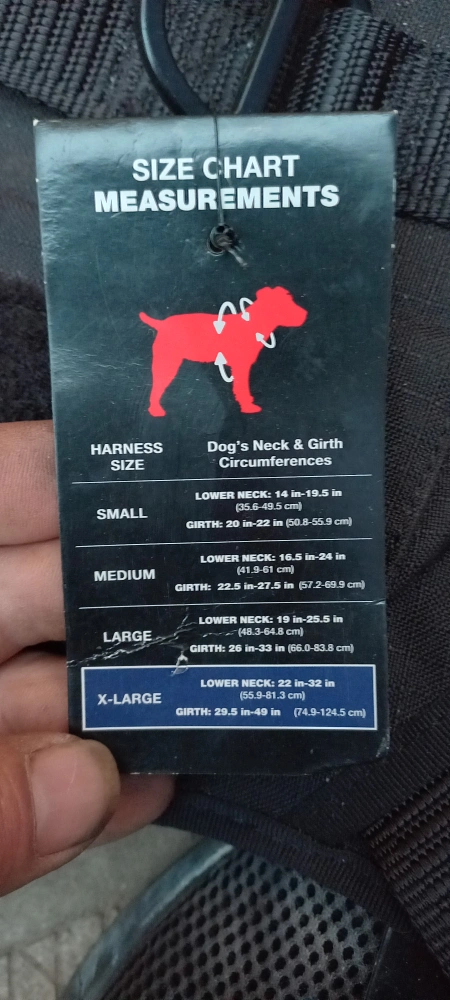 SIZE CHART
MEASUREMENTS
HARNESS
SIZE
Dog's Neck & Girth
Circumferences
SMALL
LOWER NECK: 14 in-19.5 in
(35.6-49.5 cm)
GIRTH: 20 in-22 in (50.8-55.9 cm)
MEDIUM
LOWER NECK: 16.5 in-24 in
(41.9-61 cm)
GIRTH: 22.5 in-27.5 in (57.2-69.9 cm)
LARGE
LOWER NECK: 19 in-25.5 in
(48.3-64.8 cm)
GIRTH: 26 in-33 in (66.0-83.8 cm)
X-LARGE
LOWER NECK: 22 in-32 in
(55.9-81.3 cm)
GIRTH: 29.5 in-49 in (74.9-124.5 cm)